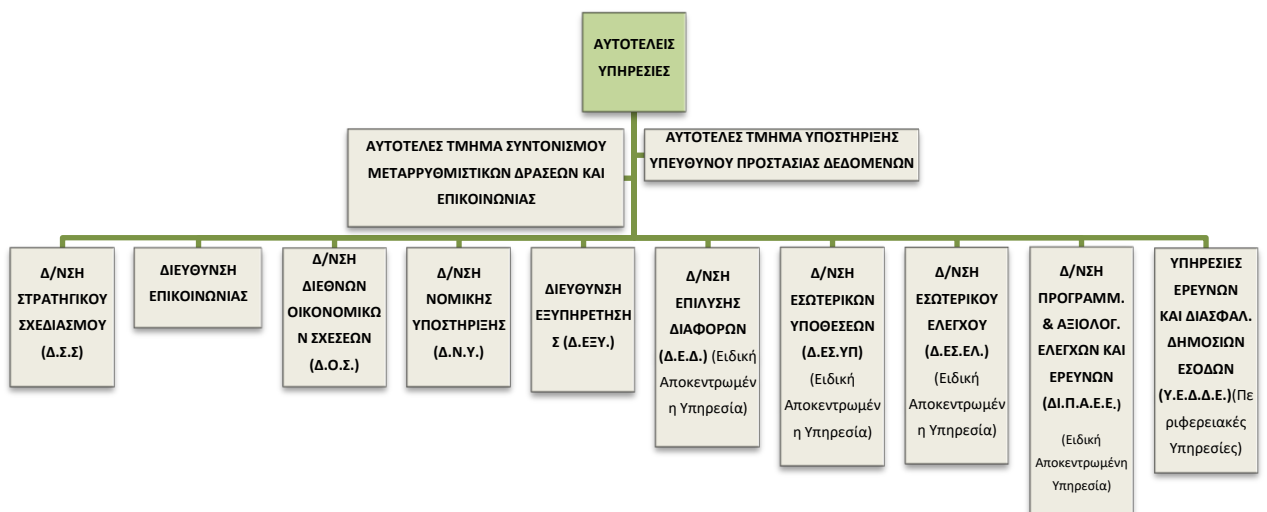 ΑΥΤΟΤΕΛΕΙΣ
ΥΠΗΡΕΣΙΕΣ
ΑΥΤΟΤΕΛΕΣ ΤΜΗΜΑ ΣΥΝΤΟΝΙΣΜΟΥ
ΜΕΤΑΡΡΥΘΜΙΣΤΙΚΩΝ ΔΡΑΣΕΩΝ ΚΑΙ
ΕΠΙΚΟΙΝΩΝΙΑΣ
ΑΥΤΟΤΕΛΕΣ ΤΜΗΜΑ ΥΠΟΣΤΗΡΙΞΗΣ
ΥΠΕΥΘΥΝΟΥ ΠΡΟΣΤΑΣΙΑΣ ΔΕΔΟΜΕΝΩΝ
Δ/ΝΣΗ
ΣΤΡΑΤΗΓΙΚΟΥ
ΣΧΕΔΙΑΣΜΟΥ
(Δ.Σ.Σ)
ΔΙΕΥΘΥΝΣΗ
ΕΠΙΚΟΙΝΩΝΙΑΣ
Δ/ΝΣΗ
ΔΙΕΘΝΩΝ
ΟΙΚΟΝΟΜΙΚΩ
Ν ΣΧΕΣΕΩΝ
(Δ.Ο.Σ.)
Δ/ΝΣΗ
ΝΟΜΙΚΗΣ
ΥΠΟΣΤΗΡΙΞΗΣ
(Δ.Ν.Υ.)
ΔΙΕΥΘΥΝΣΗ
ΕΞΥΠΗΡΕΤΗΣΗ
Σ (Δ.ΕΞΥ.)
Δ/ΝΣΗ
ΕΠΙΛΥΣΗΣ
ΔΙΑΦΟΡΩΝ
(Δ.Ε.Δ.) (Ειδική
Αποκεντρωμέν
η Υπηρεσία)
Δ/ΝΣΗ
ΕΣΩΤΕΡΙΚΩΝ
ΥΠΟΘΕΣΕΩΝ
(Δ.ΕΣ.ΥΠ)
(Ειδική
Αποκεντρωμέν
η Υπηρεσία)
Δ/ΝΣΗ
ΕΣΩΤΕΡΙΚΟΥ
ΕΛΕΓΧΟΥ
(Δ.ΕΣ.ΕΛ.)
(Ειδική
Αποκεντρωμέν
η Υπηρεσία)
Δ/ΝΣΗ
ΠΡΟΓΡΑΜΜ.
& ΑΞΙΟΛΟΓ.
ΕΛΕΓΧΩΝ ΚΑΙ
ΕΡΕΥΝΩΝ
(ΔΙ.Π.Α.Ε.Ε.)
(Ειδική
Αποκεντρωμένη
Υπηρεσία)
ΥΠΗΡΕΣΙΕΣ
ΕΡΕΥΝΩΝ
ΚΑΙ ΔΙΑΣΦΑΛ.
ΔΗΜΟΣΙΩΝ
ΕΣΟΔΩΝ
(Υ.Ε.Δ.Δ.Ε.)(Πε
ριφερειακές
Υπηρεσίες)